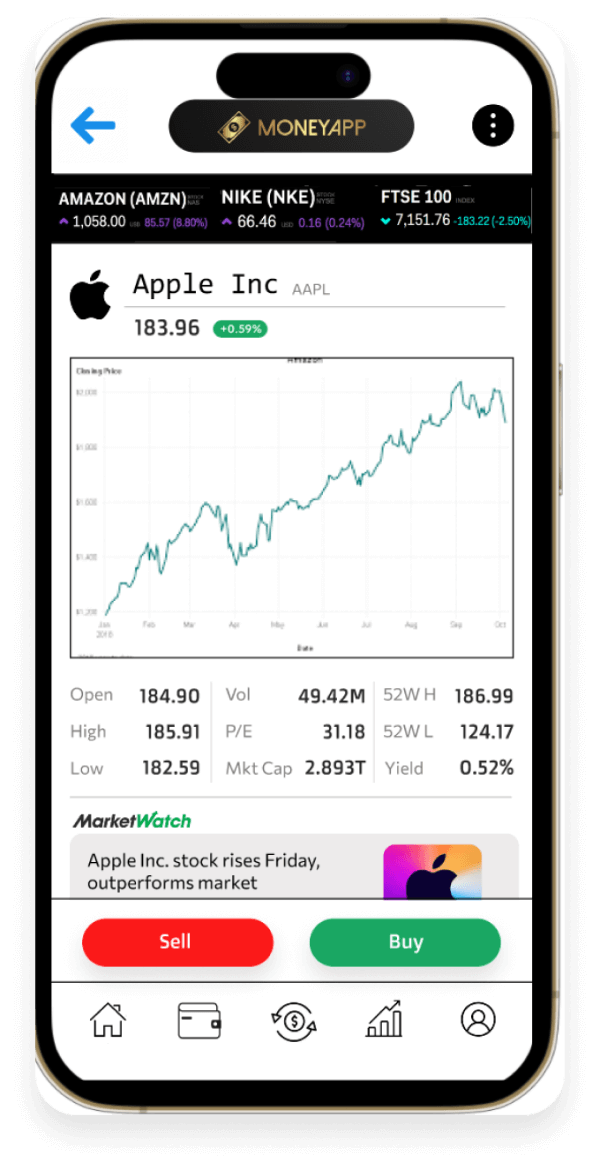 MONEYAPP
AMAZON (AMZN) STOCK NAS NIKE (NKE) STOCK NYSE FTSE 100 INDEX
1,058.00 USD 85.57 (8.80%) 66.46 USD 0.16 (0.24%) 7,151.76 -183.22 (-2.50%)
Apple Inc AAPL
183.96 +0.59%
Amazon
Closing Price
$2,000
$1,800
$1,600
$1,400
$1,200
Jan Feb Mar Apr May Jun Jul Aug Sep Oct
2018
Date
Open 184.90 Vol 49.42M 52W H 186.99
High 185.91 P/E 31.18 52W L 124.17
Low 182.59 Mkt Cap 2.893T Yield 0.52%
MarketWatch
Apple Inc. stock rises Friday,
outperforms market
Sell Buy